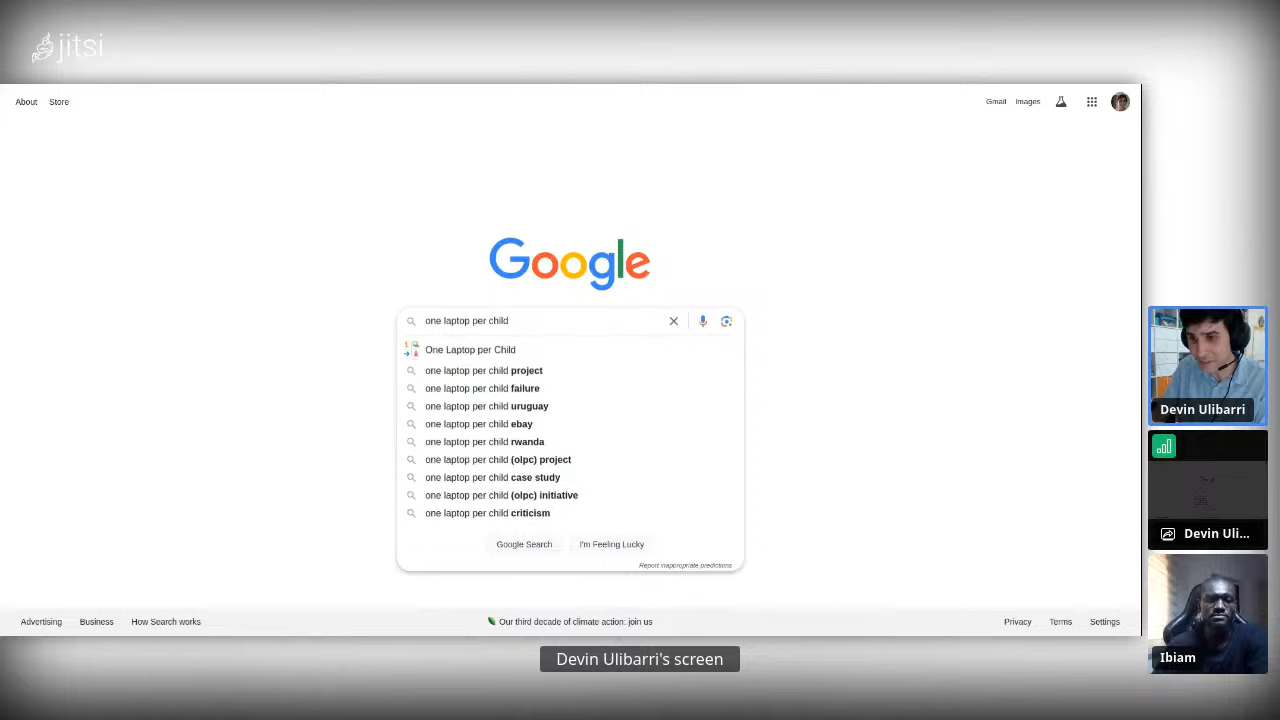 jitsi
About Store
Gmail Images
Google
one laptop per child
One Laptop per Child
one laptop per child project
one laptop per child failure
one laptop per child uruguay
one laptop per child ebay
one laptop per child rwanda
one laptop per child (olpc) project
one laptop per child case study
one laptop per child (olpc) initiative
one laptop per child criticism
Google Search I'm Feeling Lucky
Report inappropriate predictions
Advertising Business How Search works
Our third decade of climate action: join us
Privacy Terms Settings
Devin Ulibarri's screen
Devin Ulibarri
Devin Uli...
Ibiam